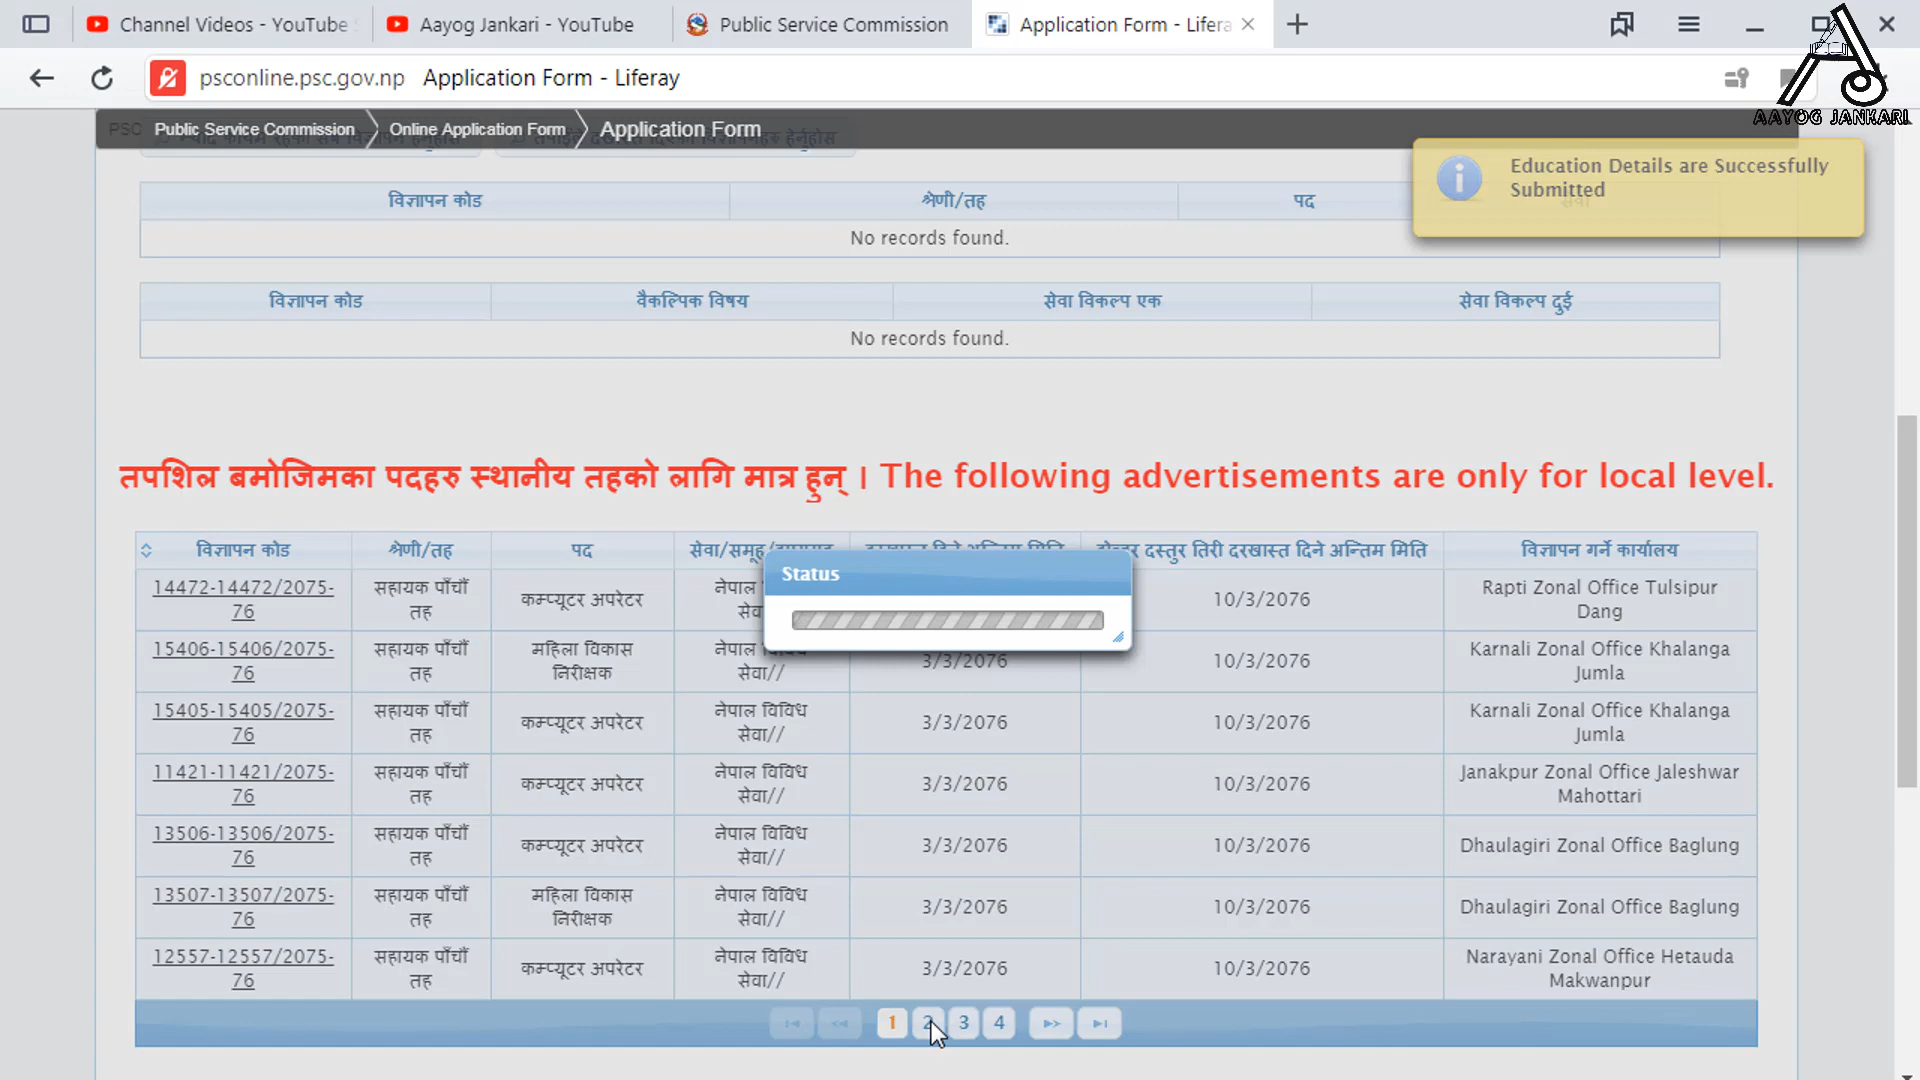 Channel Videos - YouTube
Aayog Jankari - YouTube
Public Service Commission
Application Form - Lifera
psconline.psc.gov.np Application Form - Liferay
AAYOG JANKARI
PSC Public Service Commission Online Application Form Application Form
Education Details are Successfully
Submitted
विज्ञापन कोड श्रेणी/तह पद सेवा
No records found.
विज्ञापन कोड वैकल्पिक विषय सेवा विकल्प एक सेवा विकल्प दुई
No records found.
तपशिल बमोजिमका पदहरु स्थानीय तहको लागि मात्र हुन् । The following advertisements are only for local level.
विज्ञापन कोड श्रेणी/तह पद दस्तुर तिरी दरखास्त दिने अन्तिम मिति विज्ञापन गर्ने कार्यालय
Status
14472-14472/2075-76 सहायक पाँचौं तह कम्प्यूटर अपरेटर नेपाल 10/3/2076 Rapti Zonal Office Tulsipur Dang
15406-15406/2075-76 सहायक पाँचौं तह महिला विकास निरीक्षक नेपाल विविध सेवा// 3/3/2076 10/3/2076 Karnali Zonal Office Khalanga Jumla
15405-15405/2075-76 सहायक पाँचौं तह कम्प्यूटर अपरेटर नेपाल विविध सेवा// 3/3/2076 10/3/2076 Karnali Zonal Office Khalanga Jumla
11421-11421/2075-76 सहायक पाँचौं तह कम्प्यूटर अपरेटर नेपाल विविध सेवा// 3/3/2076 10/3/2076 Janakpur Zonal Office Jaleshwar Mahottari
13506-13506/2075-76 सहायक पाँचौं तह कम्प्यूटर अपरेटर नेपाल विविध सेवा// 3/3/2076 10/3/2076 Dhaulagiri Zonal Office Baglung
13507-13507/2075-76 सहायक पाँचौं तह महिला विकास निरीक्षक नेपाल विविध सेवा// 3/3/2076 10/3/2076 Dhaulagiri Zonal Office Baglung
12557-12557/2075-76 सहायक पाँचौं तह कम्प्यूटर अपरेटर नेपाल विविध सेवा// 3/3/2076 10/3/2076 Narayani Zonal Office Hetauda Makwanpur
1 2 3 4